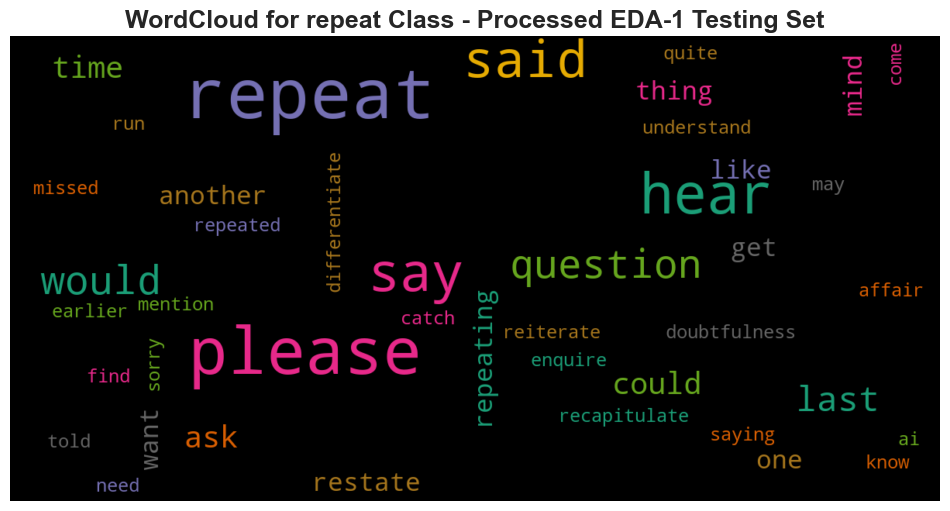 WordCloud for repeat Class - Processed EDA-1 Testing Set
said
quite
come
time
repeat
thing
mind
run
understand
like
missed
another
differentiate
hear
may
repeated
say
question
get
would
affair
earlier
mention
catch
repeating
reiterate
doubtfulness
please
enquire
find
sorry
could
last
recapitulate
told
want
ask
saying
ai
one
know
need
restate